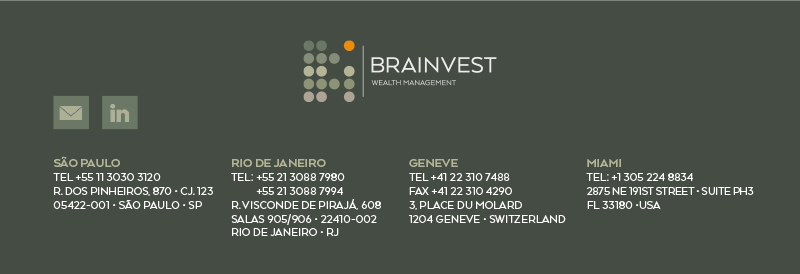 BRAINVEST
WEALTH MANAGEMENT
in
SÃO PAULO
TEL +55 11 3030 3120
R. DOS PINHEIROS, 870 • CJ. 123
05422-001 • SÃO PAULO • SP
RIO DE JANEIRO
TEL: +55 21 3088 7980
+55 21 3088 7994
R. VISCONDE DE PIRAJÁ, 608
SALAS 905/906 • 22410-002
RIO DE JANEIRO • RJ
GENEVE
TEL +41 22 310 7488
FAX +41 22 310 4290
3, PLACE DU MOLARD
1204 GENEVE • SWITZERLAND
MIAMI
TEL: +1 305 224 8834
2875 NE 191ST STREET • SUITE PH3
FL 33180 •USA